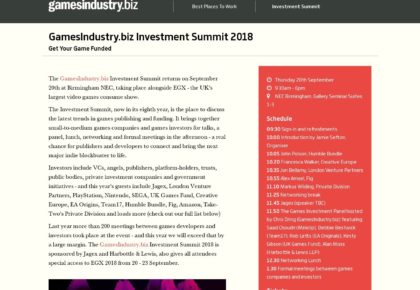 gamesindustry.biz
Best Places To Work
Investment Summit
GamesIndustry.biz Investment Summit 2018
Get Your Game Funded
The GamesIndustry.biz Investment Summit returns on September
20th at Birmingham NEC, taking place alongside EGX - the UK's
largest video games consume show.
The Investment Summit, now in its eighth year, is the place to discuss
the latest trends in games publishing and funding. It brings together
small-to-medium games companies and games investors for talks, a
panel, lunch, networking and formal meetings in the afternoon - a real
chance for publishers and developers to connect and bring the next
major indie blockbuster to life.
Investors include VCs, angels, publishers, platform-holders, trusts,
public bodies, private investment companies and government
initiatives - and this year's guests include Jagex, London Venture
Partners, PlayStation, Nintendo, SEGA, UK Games Fund, Creative
Europe, EA Origins, Team17, Humble Bundle, Fig, Amazon, Take-
Two's Private Division and loads more (check out our full list below)
Last year more than 200 meetings between games developers and
investors took place at the event - and this year we will exceed that by
a large margin. The GamesIndustry.biz Investment Summit 2018 is
sponsored by Jagex and Harbottle & Lewis, also gives all attendees
special access to EGX 2018 from 20 - 23 September.
Thursday 20th September
9:30am - 6pm
NEC Birmingham, Gallery Seminar Suites
1-3
Schedule
09:30 Sign in and refreshments
10:00 Introduction by Jamie Sefton,
Organiser
10:05 John Person, Humble Bundle
10:20 Francesca Walker, Creative Europe
10:35 Jon Bellamy, London Venture Partners
10:55 Alex Amsel, Fig
11:10 Markus Wilding, Private Division
11:25 Networking break
11:45 Jagex (speaker TBC)
11:50 The Games Investment Panel hosted
by Chris Dring (GamesIndustry.biz) featuring:
Debbie Bestwick
(Team17),
Gibson (UK Games Fund), Alan Moss
(Harbottle & Lewis LLP)
12.30 Networking Lunch
1.30 Formal meetings between games
companies and investors